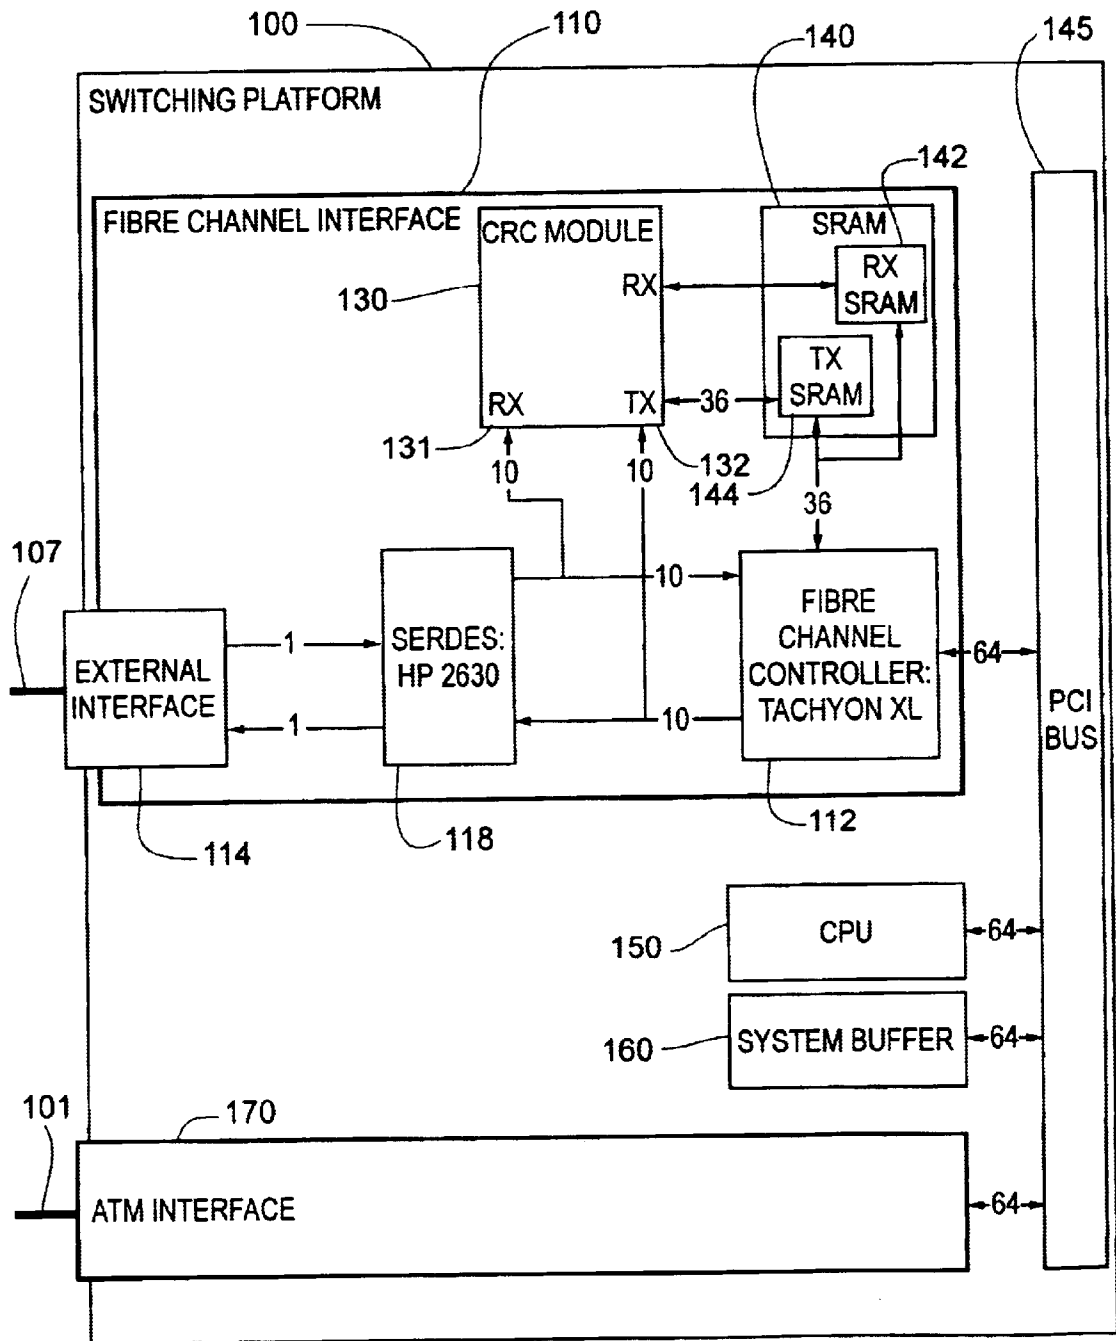 100
110
140
145
SWITCHING PLATFORM
142
FIBRE CHANNEL INTERFACE
CRC MODULE
SRAM
RX
SRAM
130
RX
TX
SRAM
RX
TX
36
131
10
10
132
144
36
107
10
EXTERNAL
INTERFACE
1
1
SERDES:
HP 2630
10
FIBRE
CHANNEL
CONTROLLER:
TACHYON XL
64
PCI
BUS
114
118
112
150
CPU
64
160
SYSTEM BUFFER
64
101
170
ATM INTERFACE
64